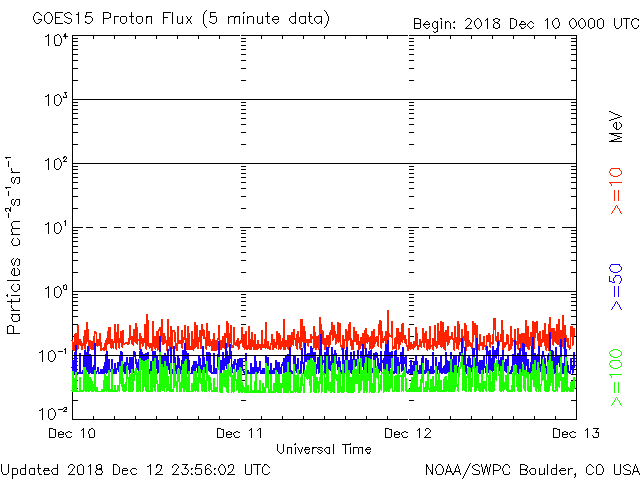 GOES15 Proton Flux (5 minute data)
Begin: 2018 Dec 10 0000 UTC
10⁴
10³
10²
10¹
10⁰
10⁻¹
10⁻²
Particles cm⁻²s⁻¹sr⁻¹
MeV
>=10
>=50
>=100
Dec 10
Dec 11
Dec 12
Dec 13
Universal Time
Updated 2018 Dec 12 23:56:02 UTC
NOAA/SWPC Boulder, CO USA